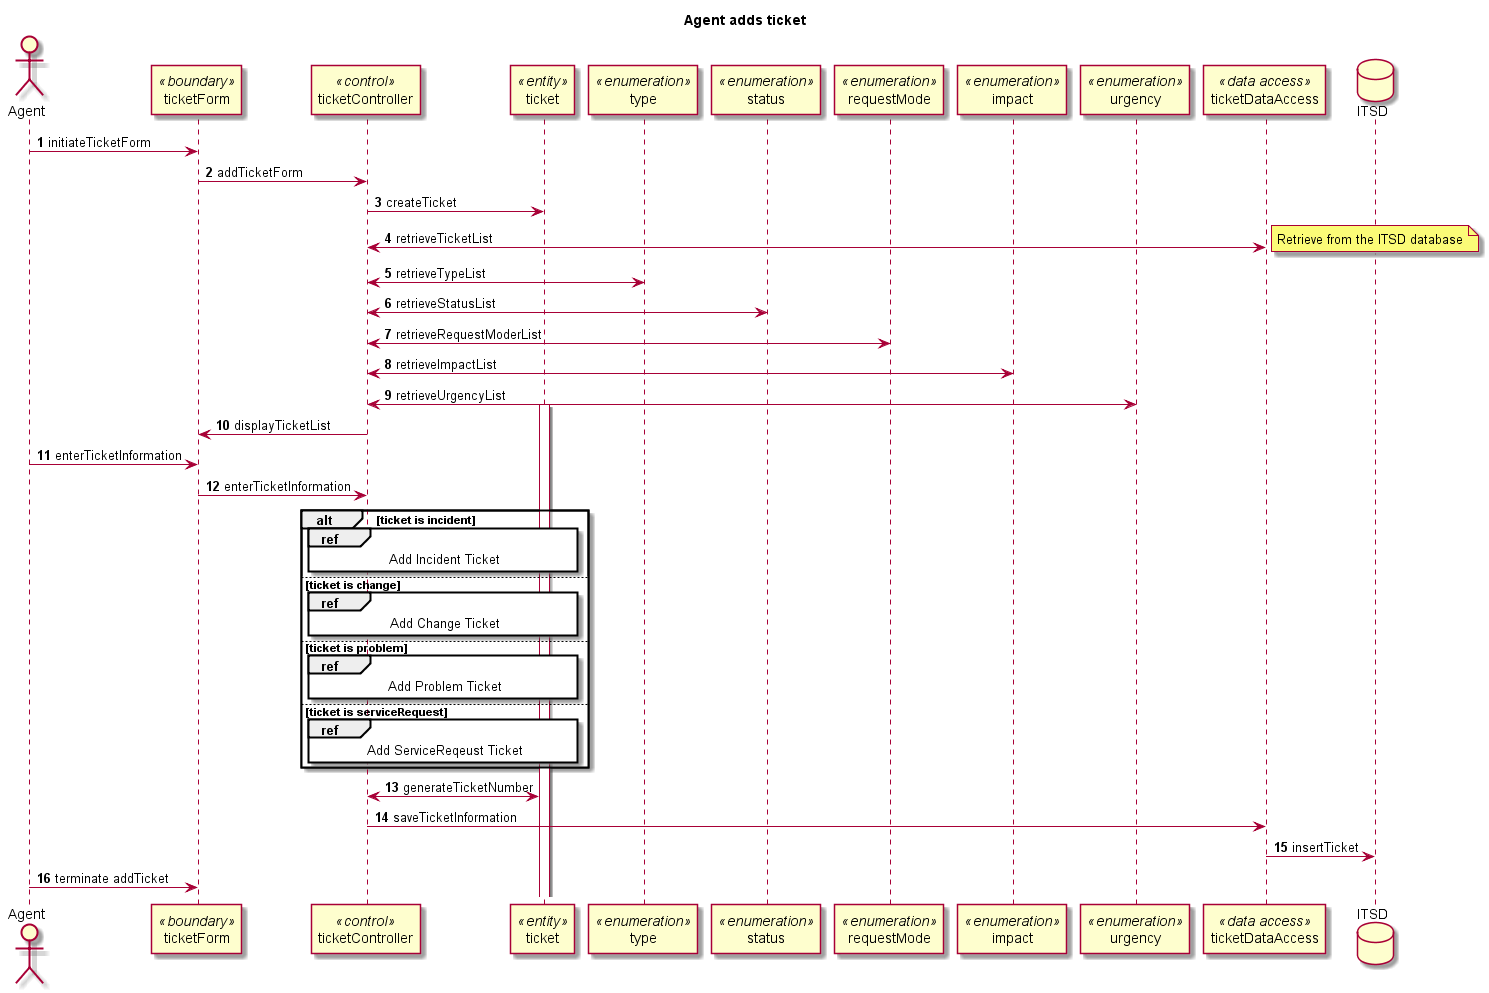 Agent adds ticket
Agent
«boundary»
ticketForm
«control»
ticketController
«entity»
ticket
«enumeration»
type
«enumeration»
status
«enumeration»
requestMode
«enumeration»
impact
«enumeration»
urgency
«data access»
ticketDataAccess
ITSD
1 initiateTicketForm
2 addTicketForm
3 createTicket
4 retrieveTicketList
Retrieve from the ITSD database
5 retrieveTypeList
6 retrieveStatusList
7 retrieveRequestModerList
8 retrieveImpactList
9 retrieveUrgencyList
10 displayTicketList
11 enterTicketInformation
12 enterTicketInformation
alt [ticket is incident]
ref
Add Incident Ticket
[ticket is change]
ref
Add Change Ticket
[ticket is problem]
ref
Add Problem Ticket
[ticket is serviceRequest]
ref
Add ServiceReqeust Ticket
13 generateTicketNumber
14 saveTicketInformation
15 insertTicket
16 terminate addTicket
Agent
«boundary»
ticketForm
«control»
ticketController
«entity»
ticket
«enumeration»
type
«enumeration»
status
«enumeration»
requestMode
«enumeration»
impact
«enumeration»
urgency
«data access»
ticketDataAccess
ITSD